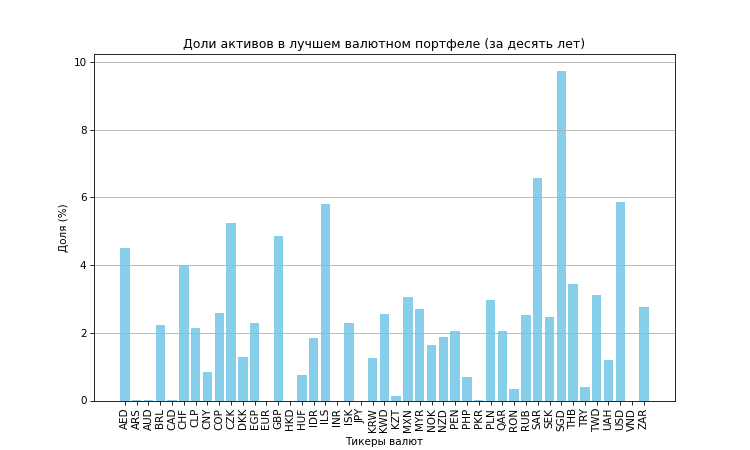 Доли активов в лучшем валютном портфеле (за десять лет)
Доля (%)
10
8
6
4
2
0
AED ARS AUD BRL CAD CHF CLP CNY COP CZK DKK EGP EUR GBP HKD HUF IDR ILS INR ISK JPY KRW KWD KZT MXN MYR NOK NZD PEN PHP PKR PLN QAR RON RUB SAR SEK SGD THB TRY TWD UAH USD VND ZAR
Тикеры валют